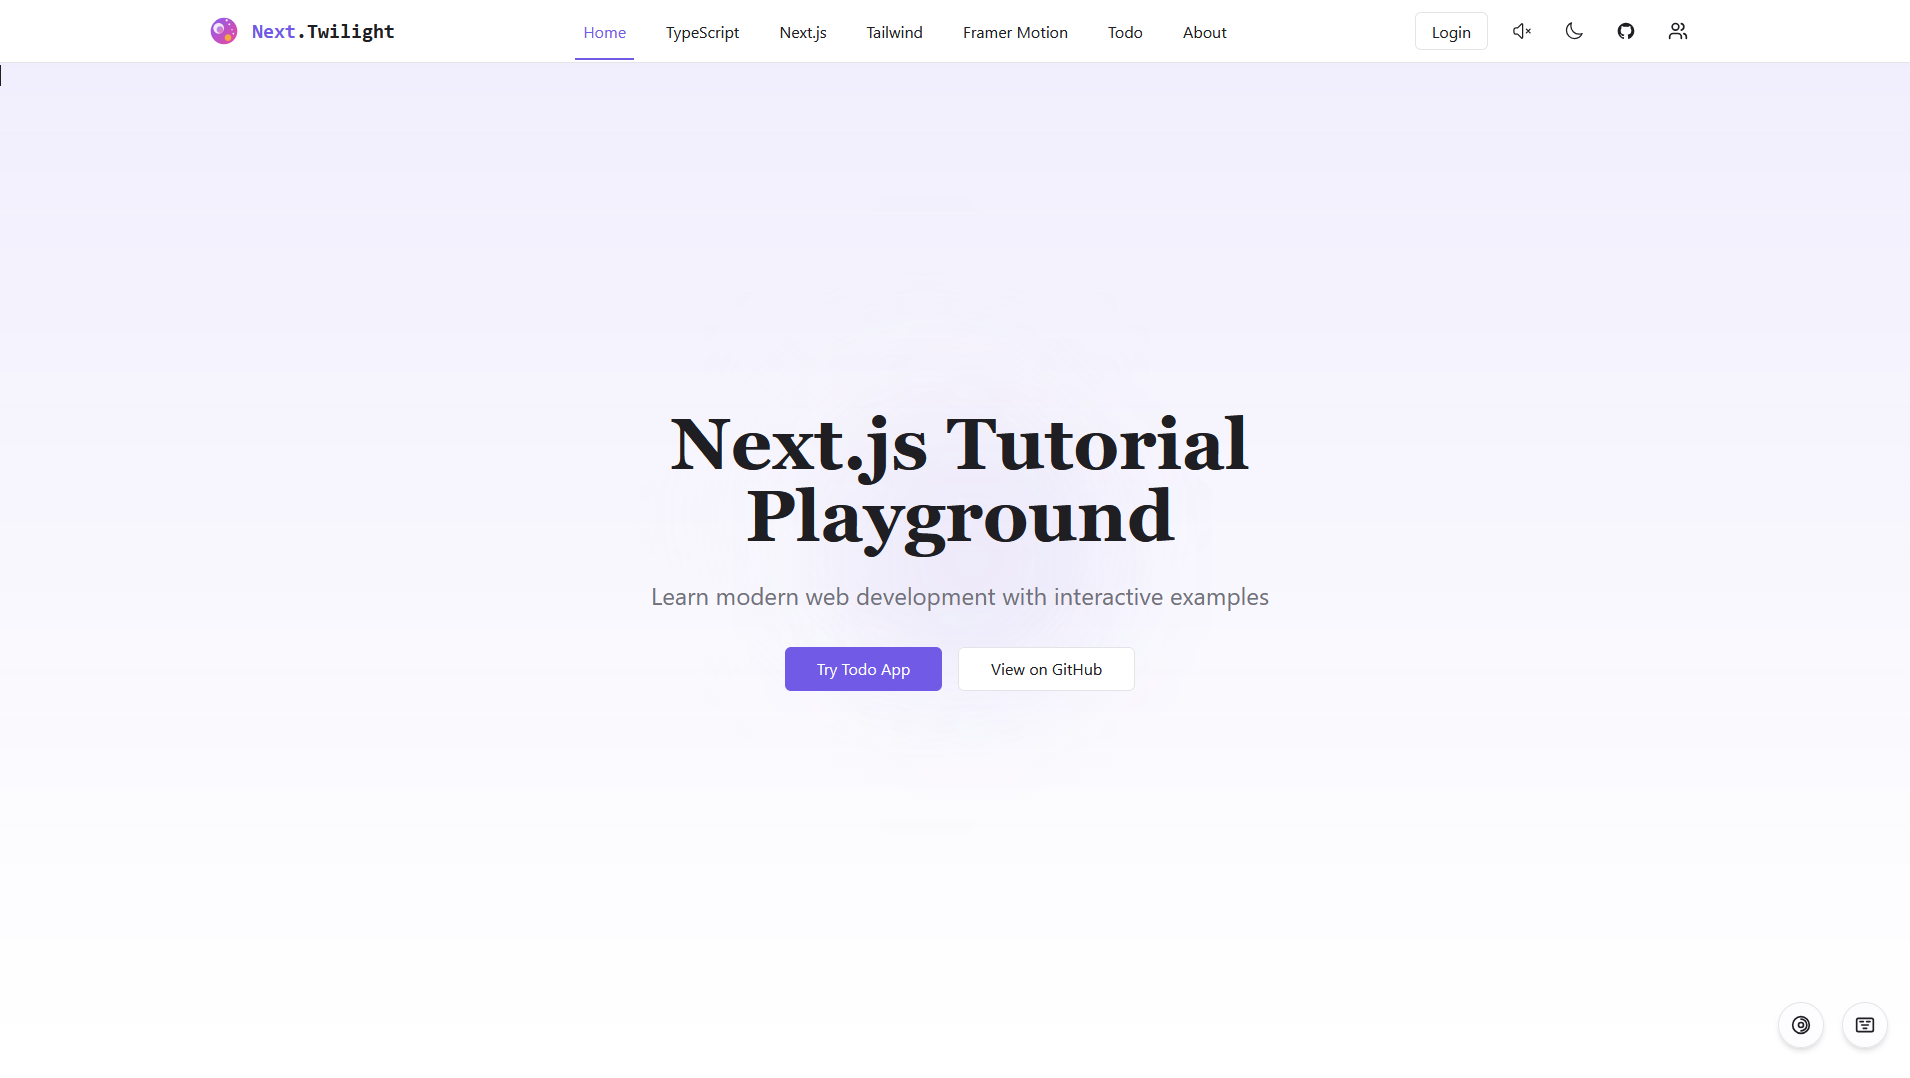 Next.Twilight
Home
TypeScript
Next.js
Tailwind
Framer Motion
Todo
About
Login
Next.js Tutorial
Playground
Learn modern web development with interactive examples
Try Todo App
View on GitHub